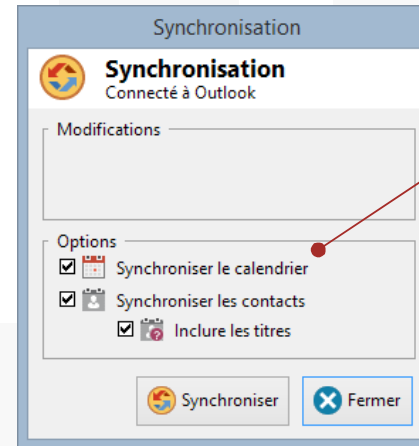 Synchronisation
Synchronisation
Connecté à Outlook
Modifications
Options
Synchroniser le calendrier
Synchroniser les contacts
Inclure les titres
Synchroniser
Fermer